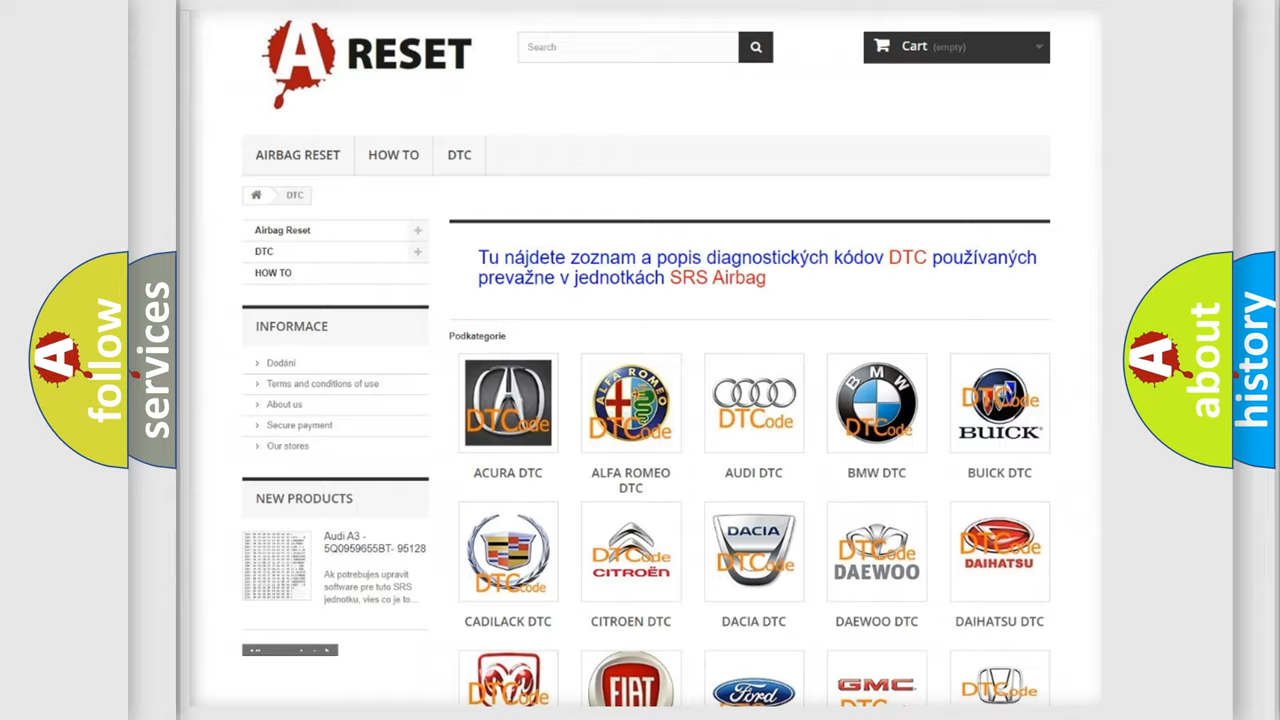 A RESET
Search
Cart (empty)
AIRBAG RESET
HOW TO
DTC
DTC
Airbag Reset
DTC
HOW TO
Tu nájdete zoznam a popis diagnostických kódov DTC používaných
prevažne v jednotkách SRS Airbag
INFORMACE
Dodání
Terms and conditions of use
About us
Secure payment
Our stores
NEW PRODUCTS
Audi A3 -
5Q0959655BT- 95128
Ak potrebujes upravit
software pre tuto SRS
jednotku, vies co je to...
Podkategorie
DTCode
ALFA ROMEO
DTCode
DTCode
BMW
DTCode
DTCode
BUICK
ACURA DTC
ALFA ROMEO
DTC
AUDI DTC
BMW DTC
BUICK DTC
DTCode
DTCode
CITROËN
DACIA
DTCode
DTCode
DAEWOO
DTCode
DAIHATSU
CADILACK DTC
CITROEN DTC
DACIA DTC
DAEWOO DTC
DAIHATSU DTC
DTCode
FIAT
Ford
GMC
DTCode
A follow
services
A about
history